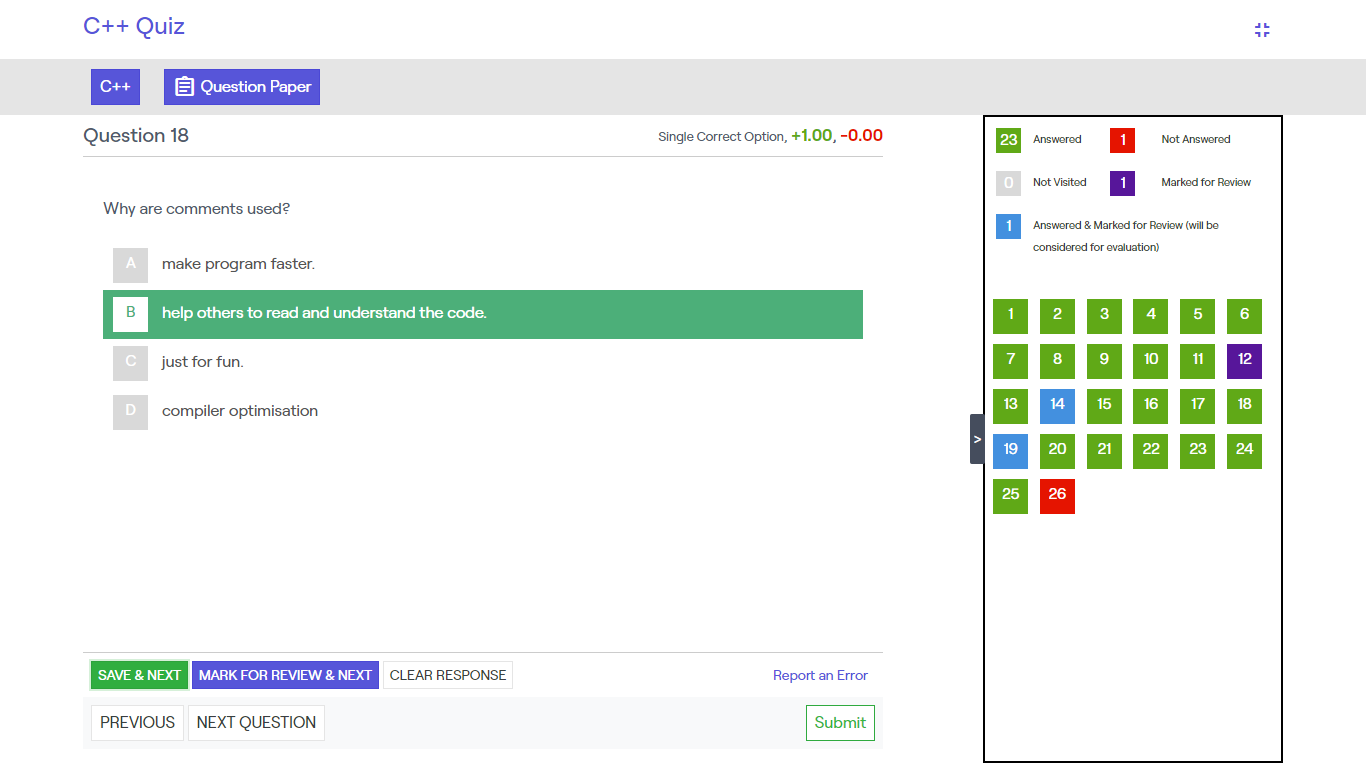 C++ Quiz
C++
Question Paper
Question 18
Single Correct Option, +1.00, -0.00
Why are comments used?
A make program faster.
B help others to read and understand the code.
C just for fun.
D compiler optimisation
SAVE & NEXT
MARK FOR REVIEW & NEXT
CLEAR RESPONSE
Report an Error
PREVIOUS
NEXT QUESTION
Submit
>
23 Answered
1 Not Answered
0 Not Visited
1 Marked for Review
1 Answered & Marked for Review (will be
considered for evaluation)
1 2 3 4 5 6
7 8 9 10 11 12
13 14 15 16 17 18
19 20 21 22 23 24
25 26